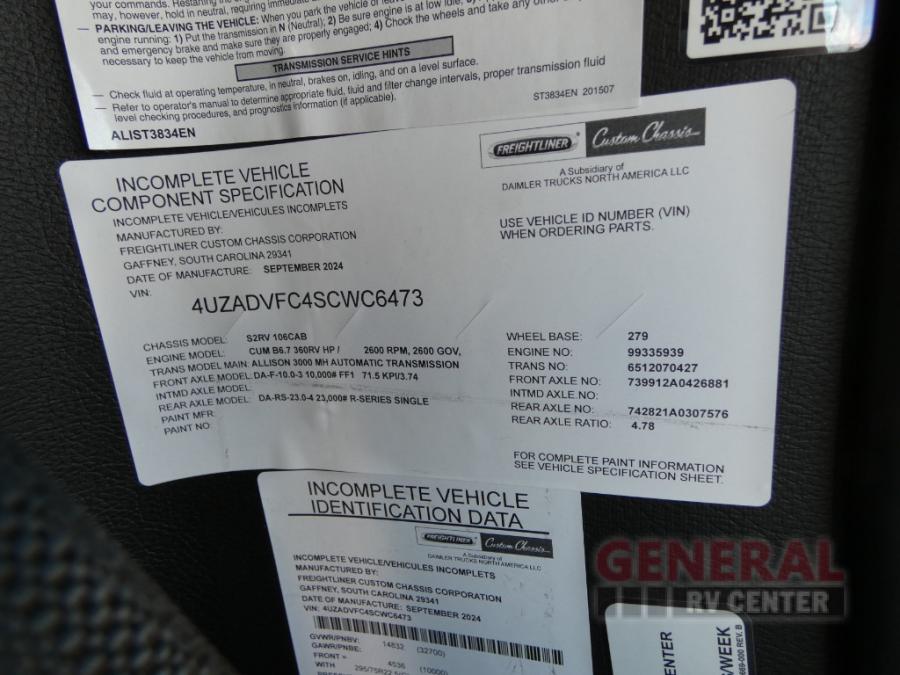 your commands. Restarting the
may, however, hold in neutral, requiring immediate
— PARKING/LEAVING THE VEHICLE: When you park the vehicle or leave
engine running: 1) Put the transmission in N (Neutral); 2) Be sure engine is at low idle;
and emergency brake and make sure they are properly engaged; 4) Chock the wheels and take any other
necessary to keep the vehicle from moving.
TRANSMISSION SERVICE HINTS
— Check fluid at operating temperature, in neutral, brakes on, idling, and on a level surface.
— Refer to operator's manual to determine appropriate fluid, fluid and filter change intervals, proper transmission fluid
level checking procedures, and prognostics information (if applicable).
ST3834EN 201507
ALIST3834EN
FREIGHTLINER Custom Chassis
A Subsidiary of
DAIMLER TRUCKS NORTH AMERICA LLC
INCOMPLETE VEHICLE
COMPONENT SPECIFICATION
INCOMPLETE VEHICLE/VEHICULES INCOMPLETS
MANUFACTURED BY:
FREIGHTLINER CUSTOM CHASSIS CORPORATION
GAFFNEY, SOUTH CAROLINA 29341
DATE OF MANUFACTURE: SEPTEMBER 2024
VIN:
4UZADVFC4SCWC6473
USE VEHICLE ID NUMBER (VIN)
WHEN ORDERING PARTS.
CHASSIS MODEL: S2RV 106CAB
ENGINE MODEL: CUM B6.7 360RV HP / 2600 RPM, 2600 GOV,
TRANS MODEL MAIN: ALLISON 3000 MH AUTOMATIC TRANSMISSION
FRONT AXLE MODEL: DA-F-10.0-3 10,000# FF1 71.5 KPI/3.74
INTMD AXLE MODEL:
REAR AXLE MODEL: DA-RS-23.0-4 23,000# R-SERIES SINGLE
PAINT MFR:
PAINT NO:
WHEEL BASE: 279
ENGINE NO: 99335939
TRANS NO: 6512070427
FRONT AXLE NO: 739912A0426881
INTMD AXLE.NO:
REAR AXLE NO: 742821A0307576
REAR AXLE RATIO: 4.78
FOR COMPLETE PAINT INFORMATION
SEE VEHICLE SPECIFICATION SHEET.
INCOMPLETE VEHICLE
IDENTIFICATION DATA
FREIGHTLINER Custom Chassis
A Subsidiary of
DAIMLER TRUCKS NORTH AMERICA LLC
INCOMPLETE VEHICLE/VEHICULES INCOMPLETS
MANUFACTURED BY:
FREIGHTLINER CUSTOM CHASSIS CORPORATION
GAFFNEY, SOUTH CAROLINA 29341
DATE OF MANUFACTURE: SEPTEMBER 2024
VIN: 4UZADVFC4SCWC6473
GVWR/PNBV: 14832 (32700)
GAWR/PNBE:
FRONT = 4536 (10000)
WITH 295/75R22.5
GENERAL
RV CENTER
ENTER
/WEEK
REV. B